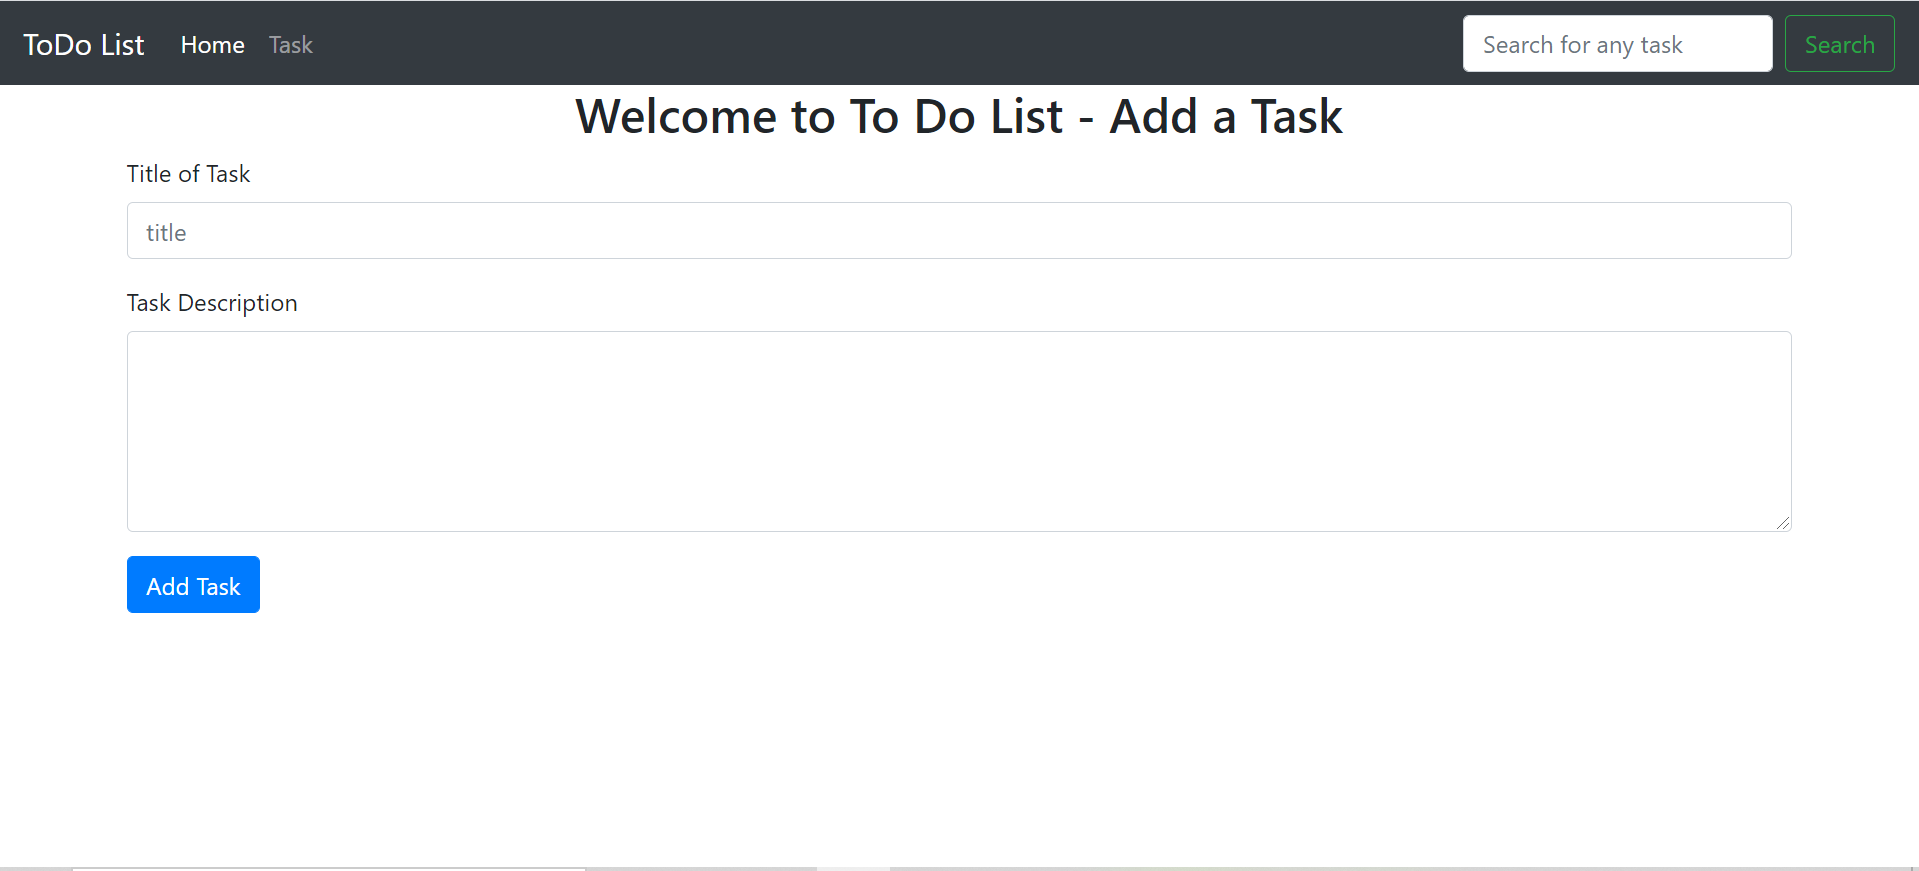 ToDo List Home Task Search for any task Search
Welcome to To Do List - Add a Task
Title of Task
title
Task Description
Add Task